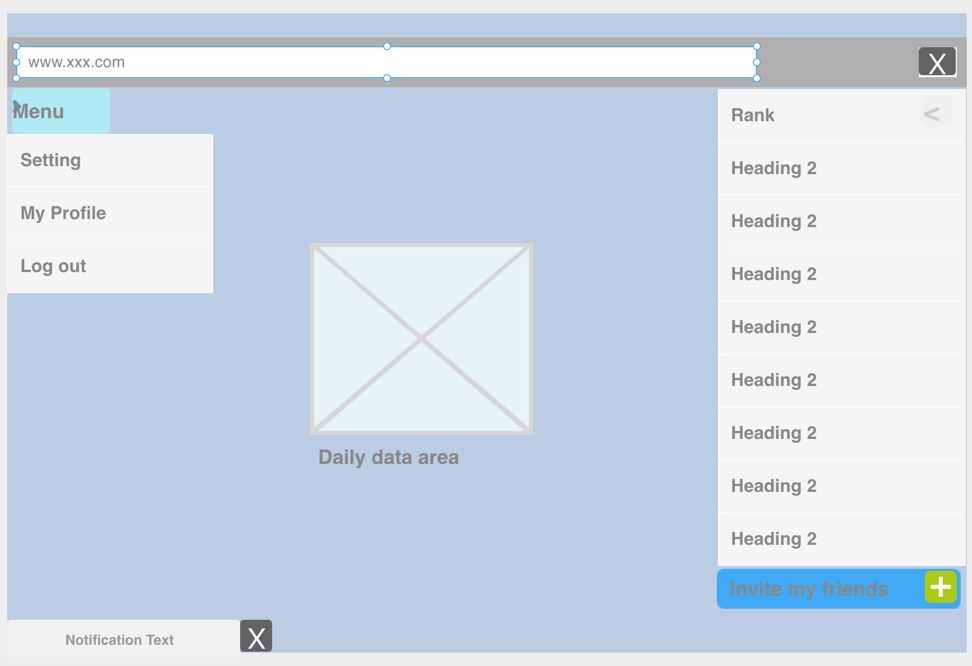 www.xxx.com
X
Menu
Setting
My Profile
Log out
Rank <
Heading 2
Heading 2
Heading 2
Heading 2
Heading 2
Heading 2
Heading 2
Heading 2
Daily data area
Invite my friends +
Notification Text
X